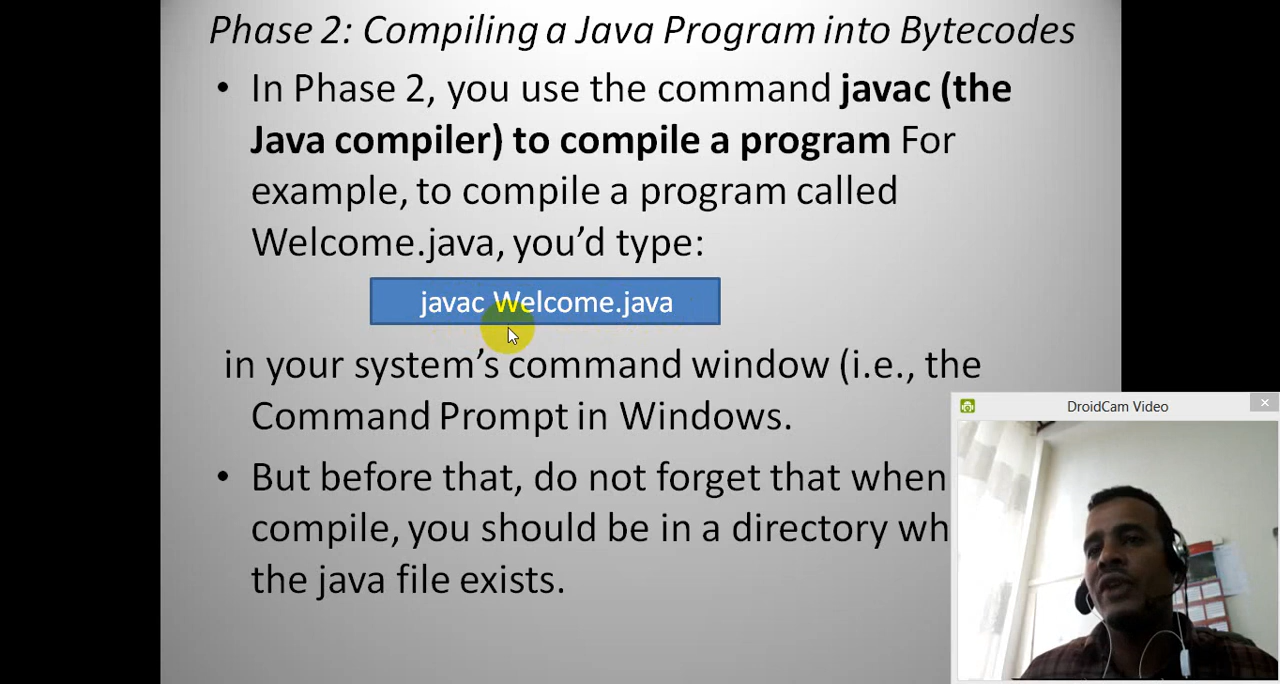 Phase 2: Compiling a Java Program into Bytecodes
• In Phase 2, you use the command javac (the
Java compiler) to compile a program For
example, to compile a program called
Welcome.java, you’d type:
javac Welcome.java
in your system’s command window (i.e., the
Command Prompt in Windows.
• But before that, do not forget that when
compile, you should be in a directory wh
the java file exists.
DroidCam Video